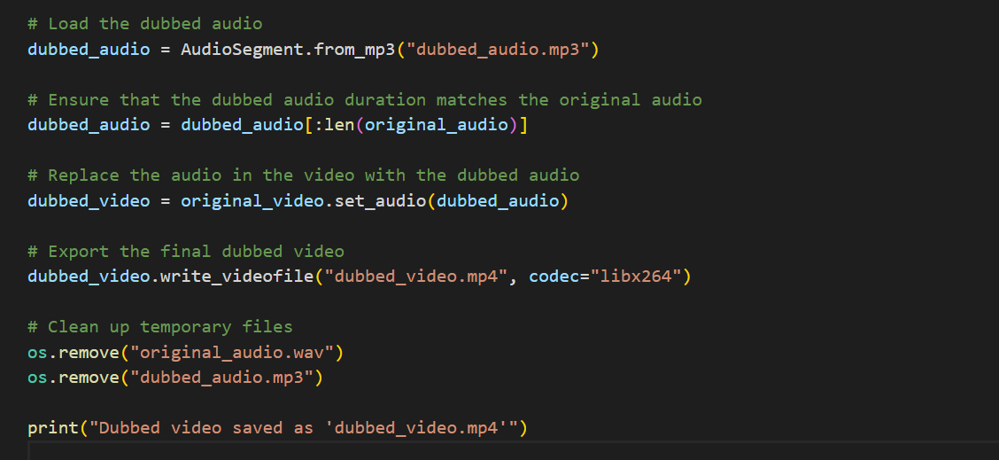 # Load the dubbed audio
dubbed_audio = AudioSegment.from_mp3("dubbed_audio.mp3")
# Ensure that the dubbed audio duration matches the original audio
dubbed_audio = dubbed_audio[:len(original_audio)]
# Replace the audio in the video with the dubbed audio
dubbed_video = original_video.set_audio(dubbed_audio)
# Export the final dubbed video
dubbed_video.write_videofile("dubbed_video.mp4", codec="libx264")
# Clean up temporary files
os.remove("original_audio.wav")
os.remove("dubbed_audio.mp3")
print("Dubbed video saved as 'dubbed_video.mp4'")